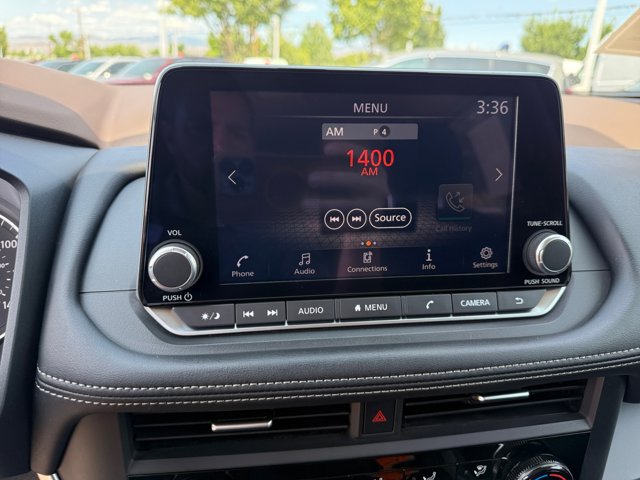 MENU 3:36
AM P 4
1400
AM
Source
Call History
Phone Audio Connections Info Settings
VOL
PUSH
TUNE·SCROLL
PUSH SOUND
AUDIO MENU CAMERA
100
14